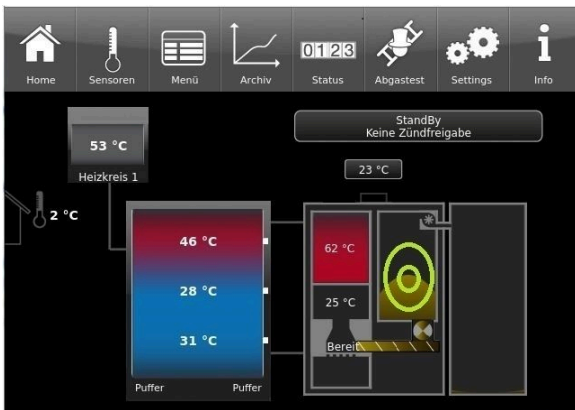 Home
Sensoren
Menü
Archiv
0123
Status
Abgastest
Settings
i
Info
StandBy
Keine Zündfreigabe
53 °C
Heizkreis 1
23 °C
2 °C
46 °C
62 °C
28 °C
25 °C
31 °C
Bereit
Puffer
Puffer